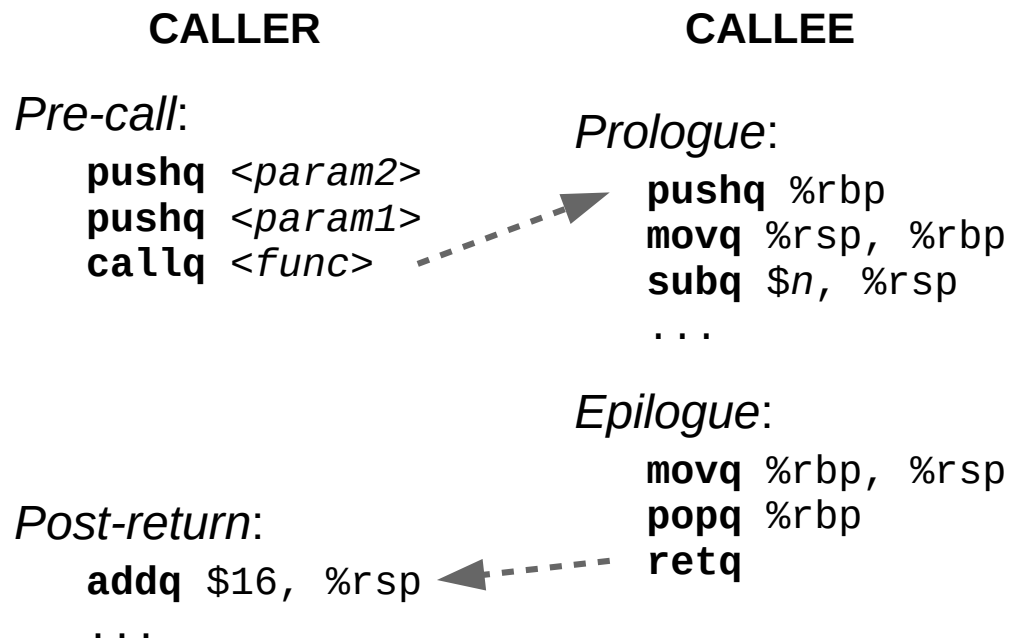 CALLER
Pre-call:
pushq <param2>
pushq <param1>
callq <func>
Post-return:
addq $16, %rsp
...
CALLEE
Prologue:
pushq %rbp
movq %rsp, %rbp
subq $n, %rsp
...
Epilogue:
movq %rbp, %rsp
popq %rbp
retq